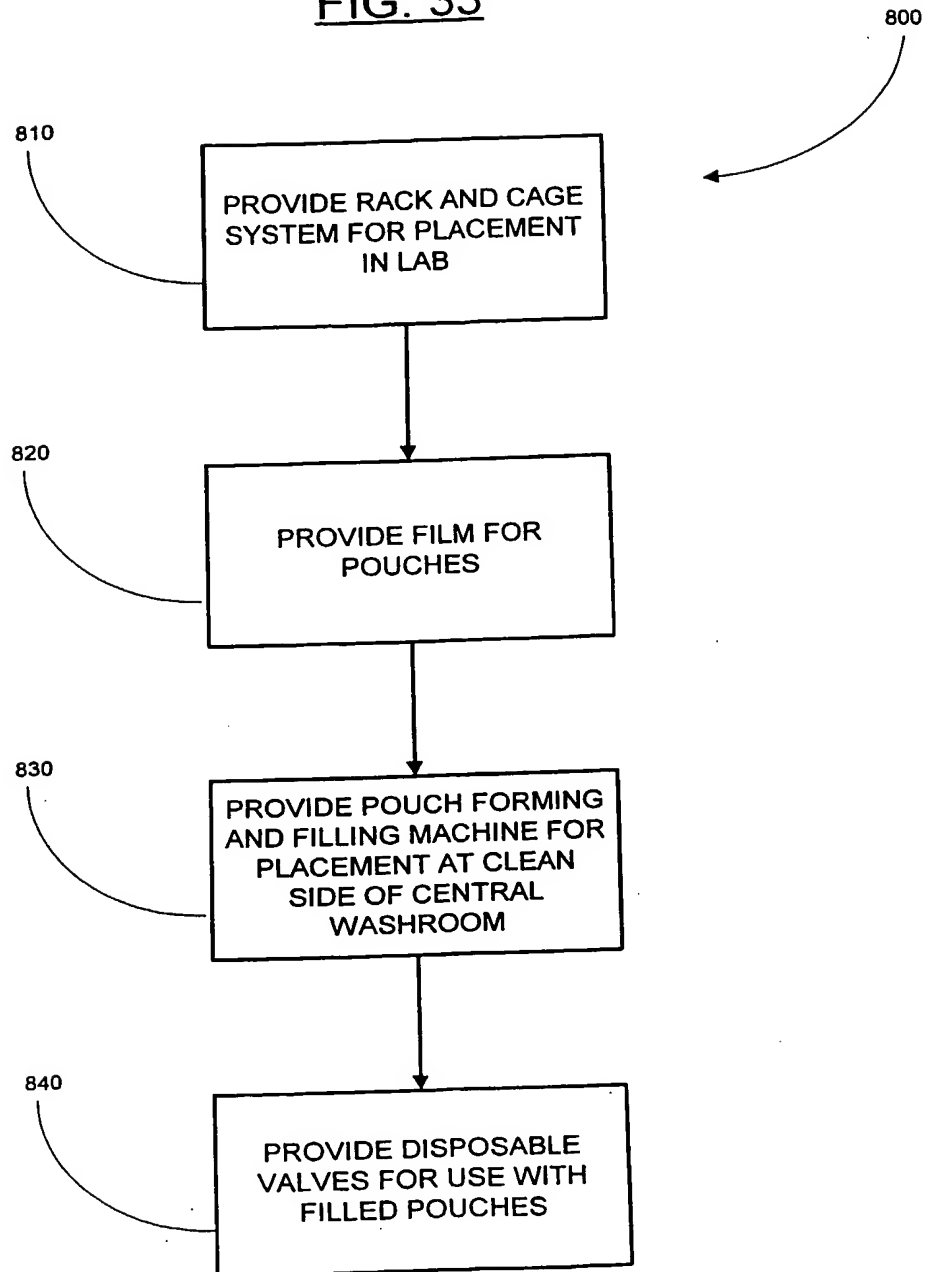 FIG. 33
800
810
PROVIDE RACK AND CAGE
SYSTEM FOR PLACEMENT
IN LAB
820
PROVIDE FILM FOR
POUCHES
830
PROVIDE POUCH FORMING
AND FILLING MACHINE FOR
PLACEMENT AT CLEAN
SIDE OF CENTRAL
WASHROOM
840
PROVIDE DISPOSABLE
VALVES FOR USE WITH
FILLED POUCHES